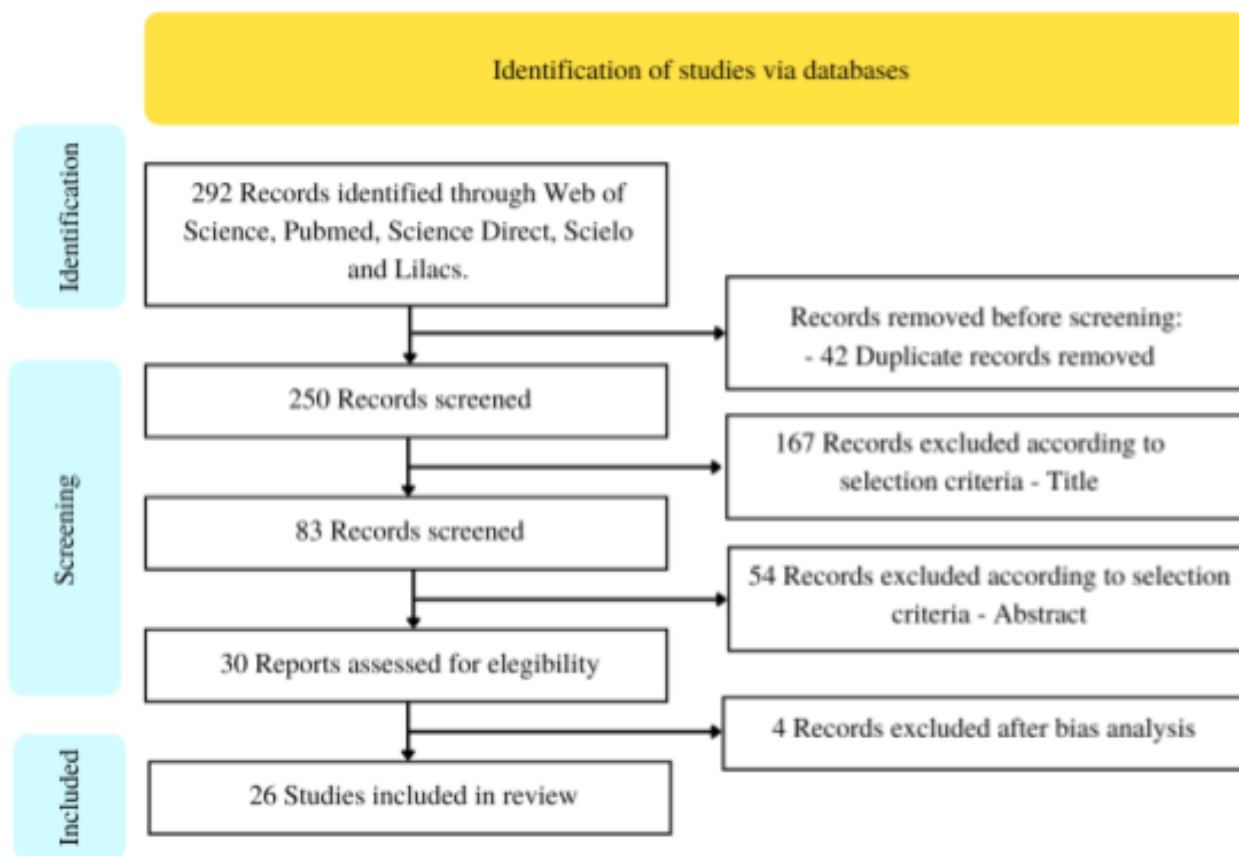 Identification of studies via databases
Identification
292 Records identified through Web of
Science, Pubmed, Science Direct, Scielo
and Lilacs.
Records removed before screening:
- 42 Duplicate records removed
Screening
250 Records screened
167 Records excluded according to
selection criteria - Title
83 Records screened
54 Records excluded according to selection
criteria - Abstract
30 Reports assessed for elegibility
4 Records excluded after bias analysis
Included
26 Studies included in review